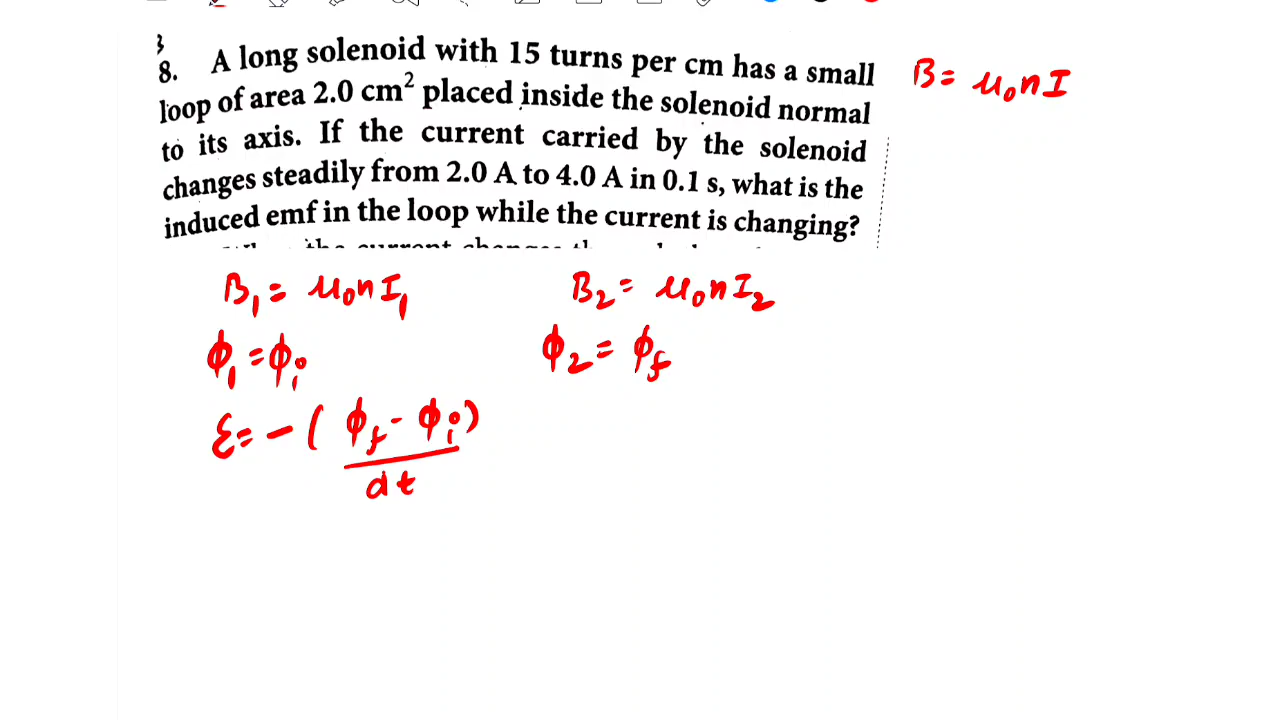 3
8. A long solenoid with 15 turns per cm has a small
loop of area 2.0 cm² placed inside the solenoid normal
to its axis. If the current carried by the solenoid
changes steadily from 2.0 A to 4.0 A in 0.1 s, what is the
induced emf in the loop while the current is changing?
B = μ₀nI
B₁ = μ₀nI₁
B₂ = μ₀nI₂
ϕ₁ = ϕᵢ
ϕ₂ = ϕf
ε = - (ϕf - ϕᵢ)
dt